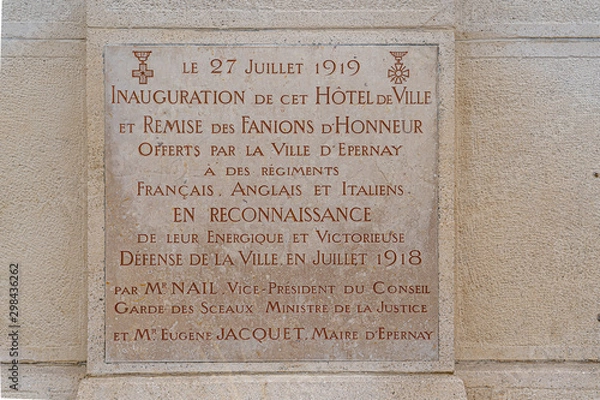 LE 27 JUILLET 1919
INAUGURATION DE CET HÔTEL DE VILLE
ET REMISE DES FANIONS D'HONNEUR
OFFERTS PAR LA VILLE D'EPERNAY
A DES RÉGIMENTS
FRANÇAIS. ANGLAIS ET ITALIENS.
EN RECONNAISSANCE
DE LEUR ENERGIQUE ET VICTORIEUSE
DÉFENSE DE LA VILLE. EN JUILLET 1918
PAR MR NAIL. VICE-PRÉSIDENT DU CONSEIL
GARDE DES SCEAUX. MINISTRE DE LA JUSTICE
ET MR EUGÈNE JACQUET. MAIRE D'EPERNAY
Adobe Stock | #298436262